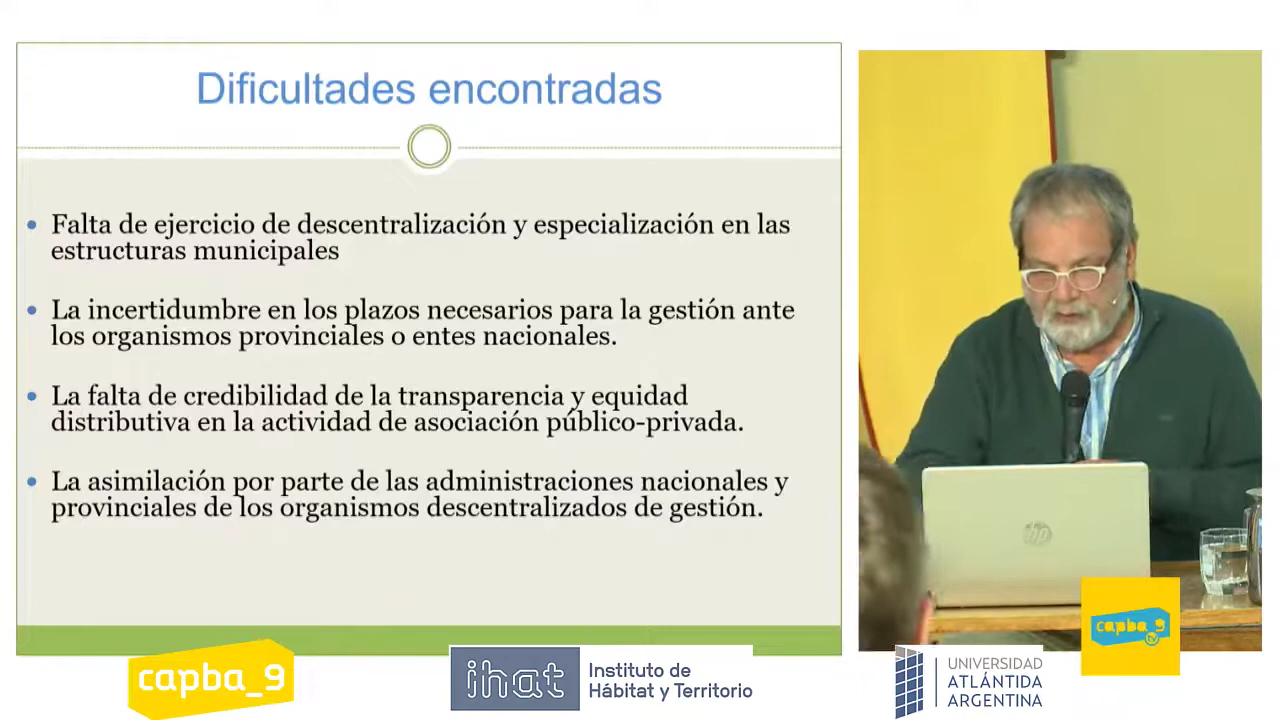 Dificultades encontradas
Falta de ejercicio de descentralización y especialización en las
estructuras municipales
La incertidumbre en los plazos necesarios para la gestión ante
los organismos provinciales o entes nacionales.
La falta de credibilidad de la transparencia y equidad
distributiva en la actividad de asociación público-privada.
La asimilación por parte de las administraciones nacionales y
provinciales de los organismos descentralizados de gestión.
hp
capba_9
tv
capba_9
ihat
Instituto de
Hábitat y Territorio
UNIVERSIDAD
ATLÁNTIDA
ARGENTINA